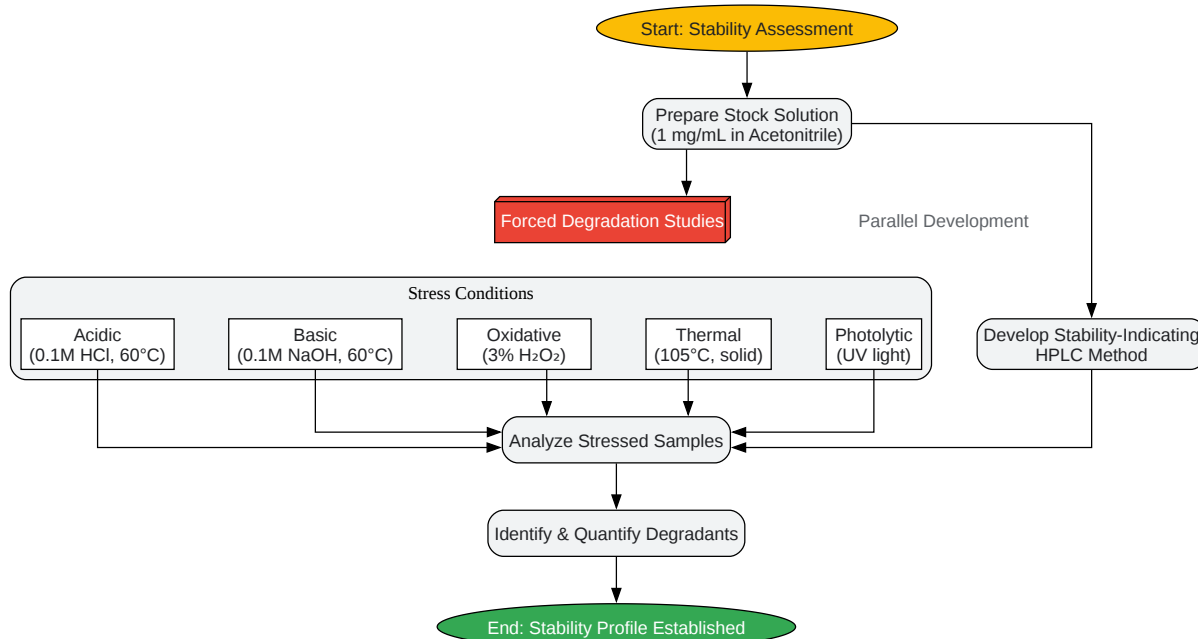 Start: Stability Assessment
Prepare Stock Solution
(1 mg/mL in Acetonitrile)
Forced Degradation Studies
Parallel Development
Stress Conditions
Acidic
(0.1M HCl, 60°C)
Basic
(0.1M NaOH, 60°C)
Oxidative
(3% H₂O₂)
Thermal
(105°C, solid)
Photolytic
(UV light)
Develop Stability-Indicating
HPLC Method
Analyze Stressed Samples
Identify & Quantify Degradants
End: Stability Profile Established